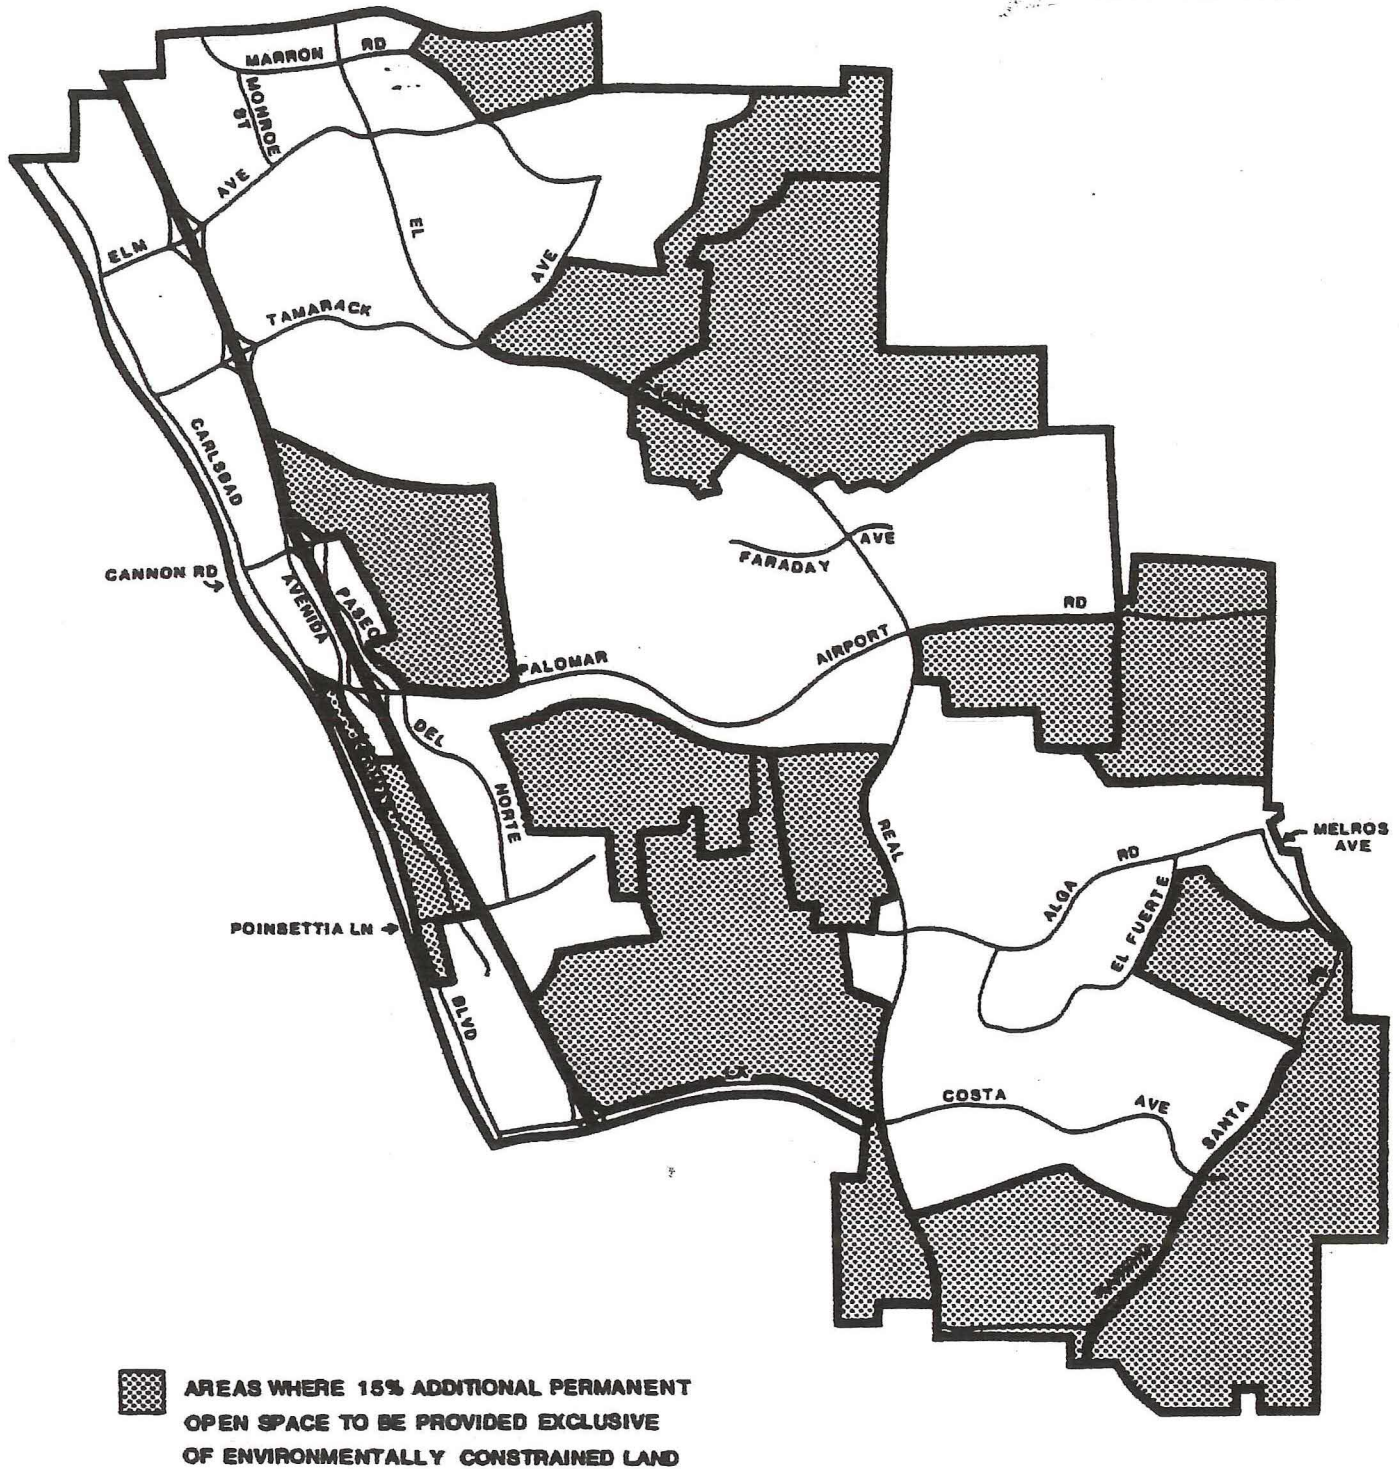 MARRON RD
MONROE
ST
AVE
EL
ELM
AVE
TAMARACK
CARLSBAD
CANNON RD
AVENIDA
PASEO
FARADAY
AVE
RD
AIRPORT
PALOMAR
DEL
NORTE
REAL
MELROS
AVE
RD
ALGA
EL FUERTE
POINSETTIA LN
BLVD
LA
COSTA
AVE
SANTA
AREAS WHERE 15% ADDITIONAL PERMANENT
OPEN SPACE TO BE PROVIDED EXCLUSIVE
OF ENVIRONMENTALLY CONSTRAINED LAND